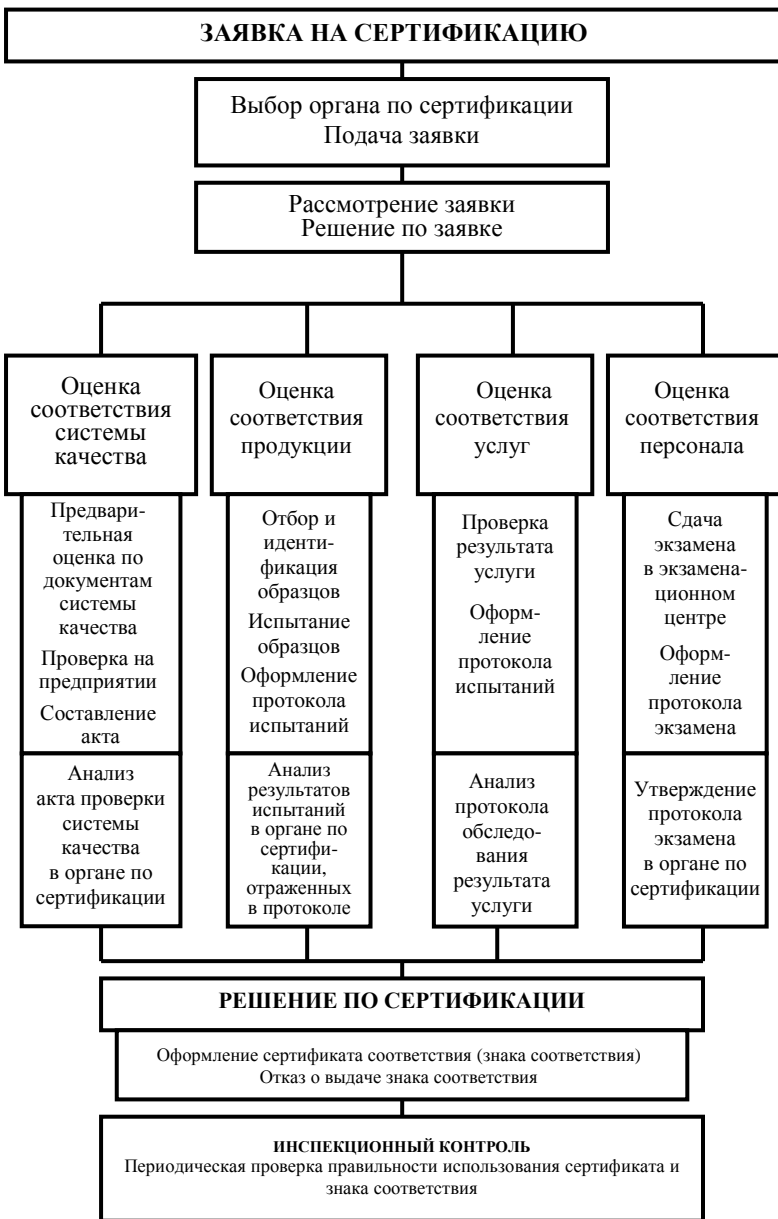 ЗАЯВКА НА СЕРТИФИКАЦИЮ
Выбор органа по сертификации
Подача заявки
Рассмотрение заявки
Решение по заявке
Оценка
соответствия
системы
качества
Оценка
соответствия
продукции
Оценка
соответствия
услуг
Оценка
соответствия
персонала
Предвари-
тельная
оценка по
документам
системы
качества
Проверка на
предприятии
Составление
акта
Отбор и
иденти-
фикация
образцов
Испытание
образцов
Оформление
протокола
испытаний
Проверка
результата
услуги
Оформ-
ление
протокола
испытаний
Сдача
экзамена
в экзамена-
ционном
центре
Оформ-
ление
протокола
экзамена
Анализ
акта проверки
системы
качества
в органе по
сертификации
Анализ
результатов
испытаний
в органе по
сертифи-
кации,
отраженных
в протоколе
Анализ
протокола
обследо-
вания
результата
услуги
Утверждение
протокола
экзамена
в органе по
сертификации
РЕШЕНИЕ ПО СЕРТИФИКАЦИИ
Оформление сертификата соответствия (знака соответствия)
Отказ о выдаче знака соответствия
ИНСПЕКЦИОННЫЙ КОНТРОЛЬ
Периодическая проверка правильности использования сертификата и
знака соответствия